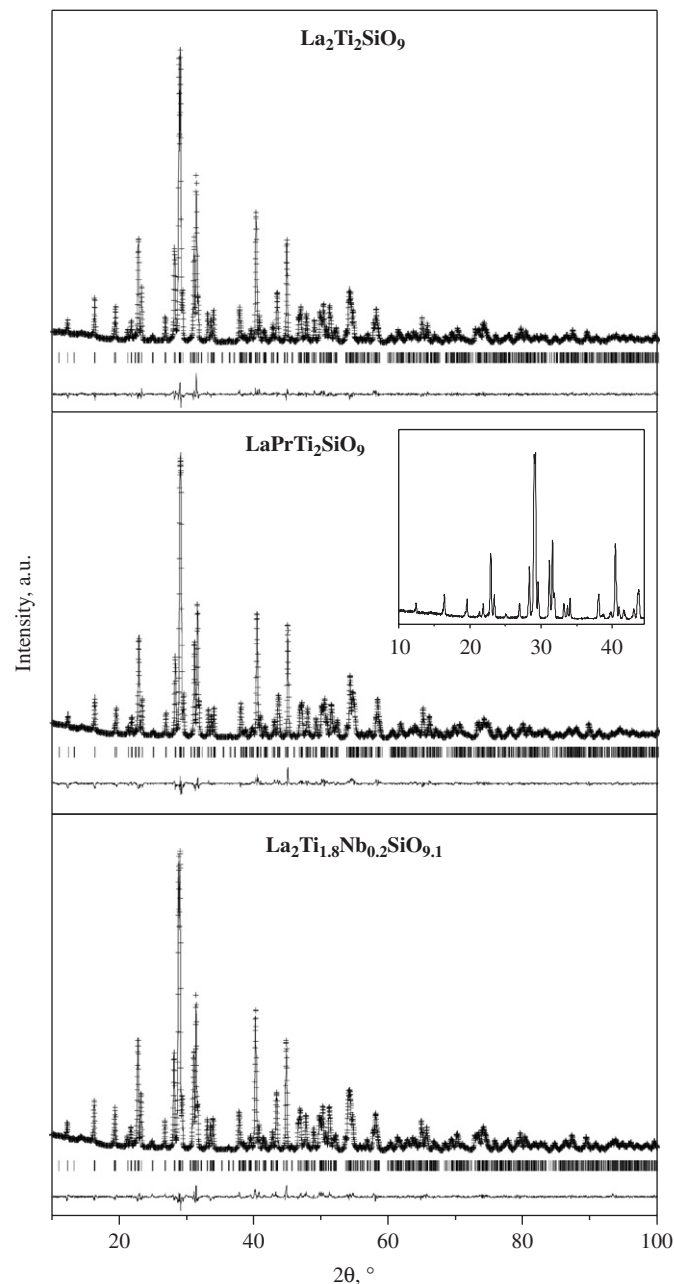 La₂Ti₂SiO₉
LaPrTi₂SiO₉
10 20 30 40
Intensity, a.u.
La₂Ti₁.₈Nb₀.₂SiO₉.₁
20 40 60 80 100
2θ, °